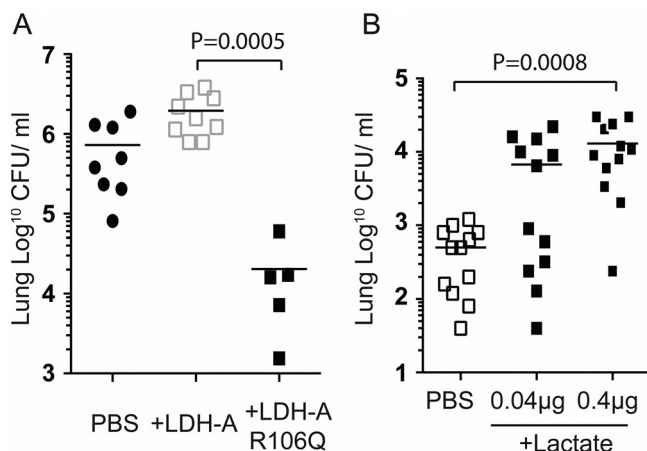 A
P=0.0005
Lung Log¹⁰ CFU/ ml
7
6
5
4
3
PBS
+LDH-A
+LDH-A
R106Q
B
P=0.0008
Lung Log¹⁰ CFU/ ml
5
4
3
2
1
PBS
0.04µg
0.4µg
+Lactate